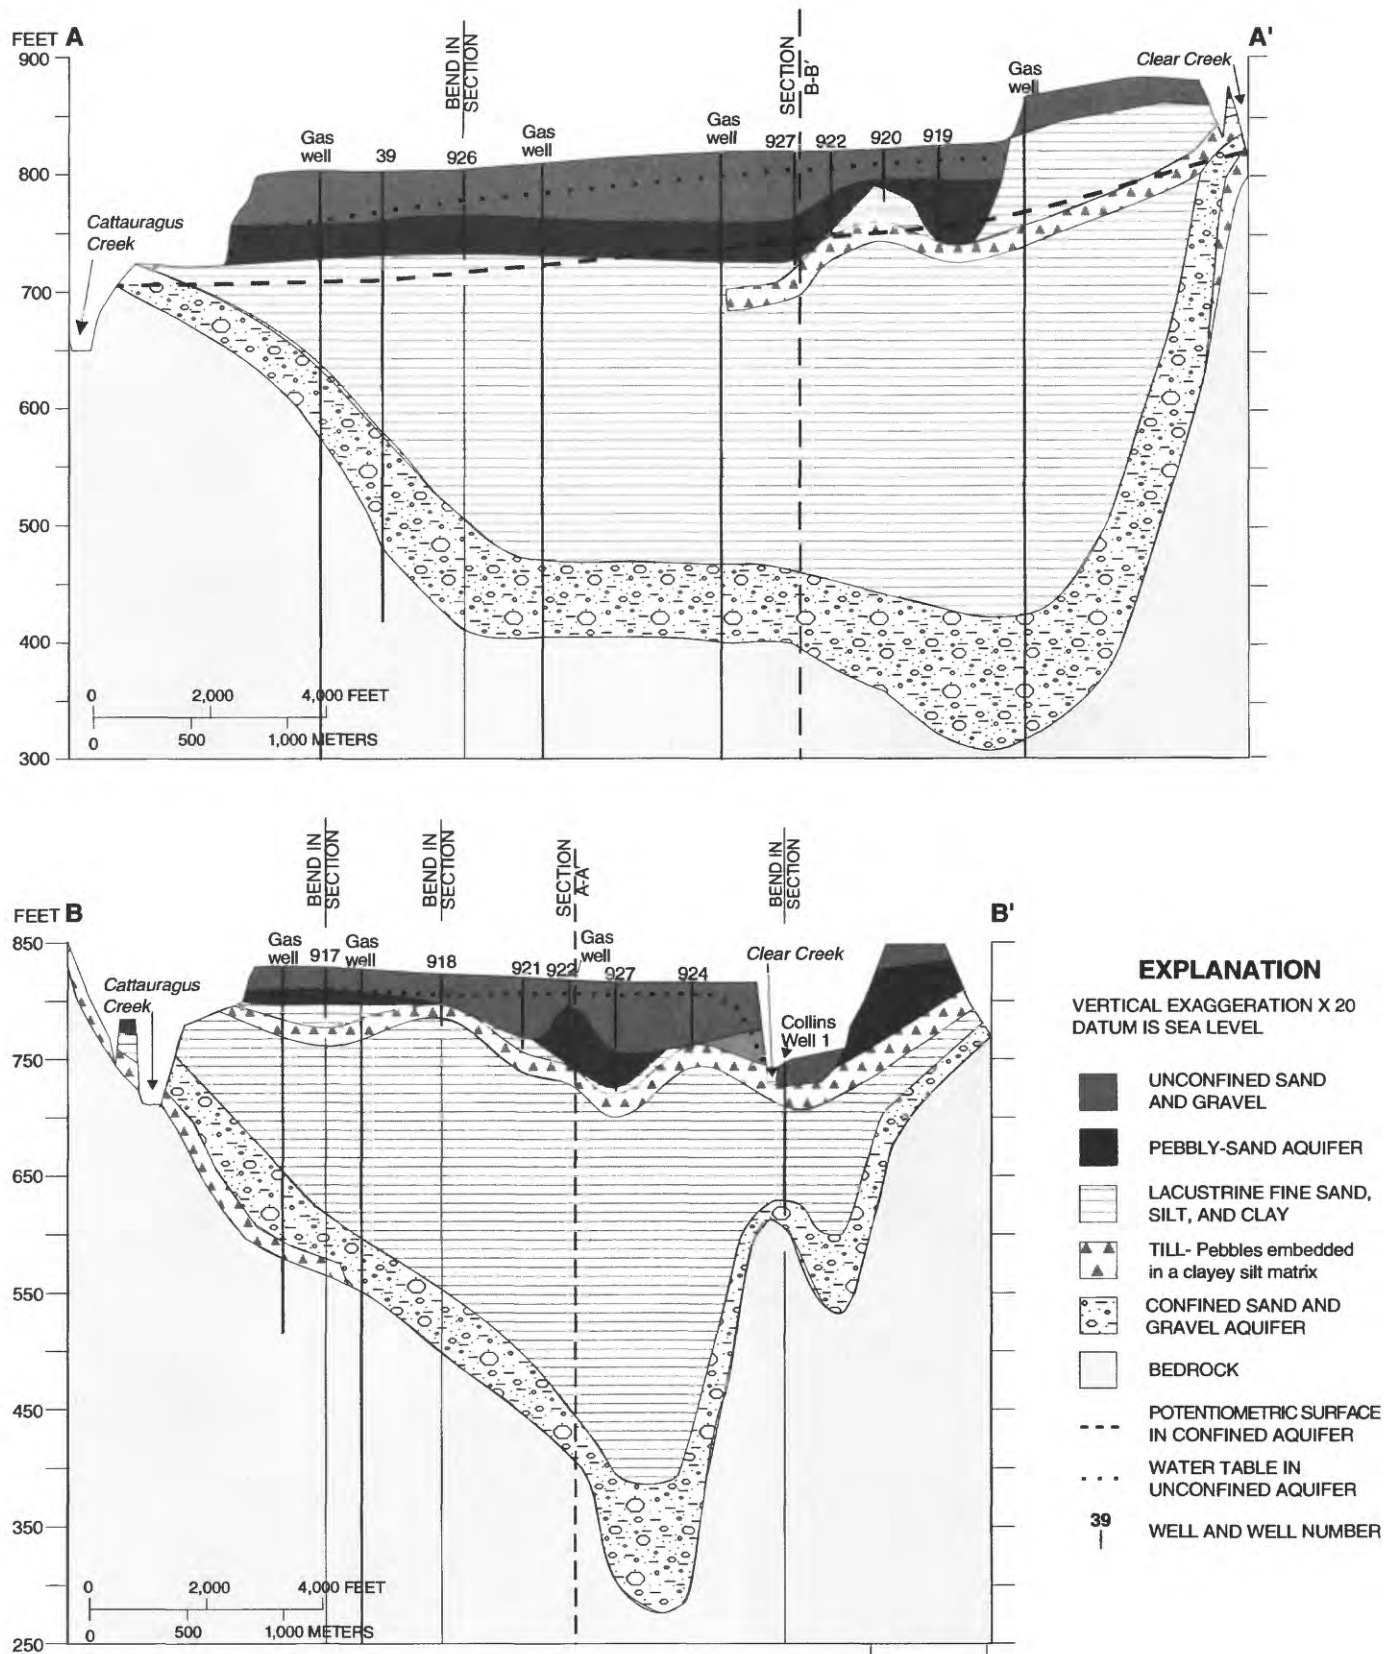 FEET A
A'
BEND IN
SECTION
SECTION
B-B'
Clear Creek
900
Gas
well
Gas
well
39
926
Gas
well
Gas
well
927
922
920
919
800
Cattauragus
Creek
700
600
500
400
300
0 2,000 4,000 FEET
0 500 1,000 METERS
BEND IN
SECTION
BEND IN
SECTION
SECTION
A-A'
BEND IN
SECTION
FEET B
B'
850
Gas
well
917
Gas
well
918
921
922
Gas
well
927
924
Clear Creek
Cattauragus
Creek
Collins
Well 1
750
650
550
450
350
250
0 2,000 4,000 FEET
0 500 1,000 METERS
EXPLANATION
VERTICAL EXAGGERATION X 20
DATUM IS SEA LEVEL
UNCONFINED SAND
AND GRAVEL
PEBBLY-SAND AQUIFER
LACUSTRINE FINE SAND,
SILT, AND CLAY
TILL- Pebbles embedded
in a clayey silt matrix
CONFINED SAND AND
GRAVEL AQUIFER
BEDROCK
POTENTIOMETRIC SURFACE
IN CONFINED AQUIFER
WATER TABLE IN
UNCONFINED AQUIFER
39
WELL AND WELL NUMBER